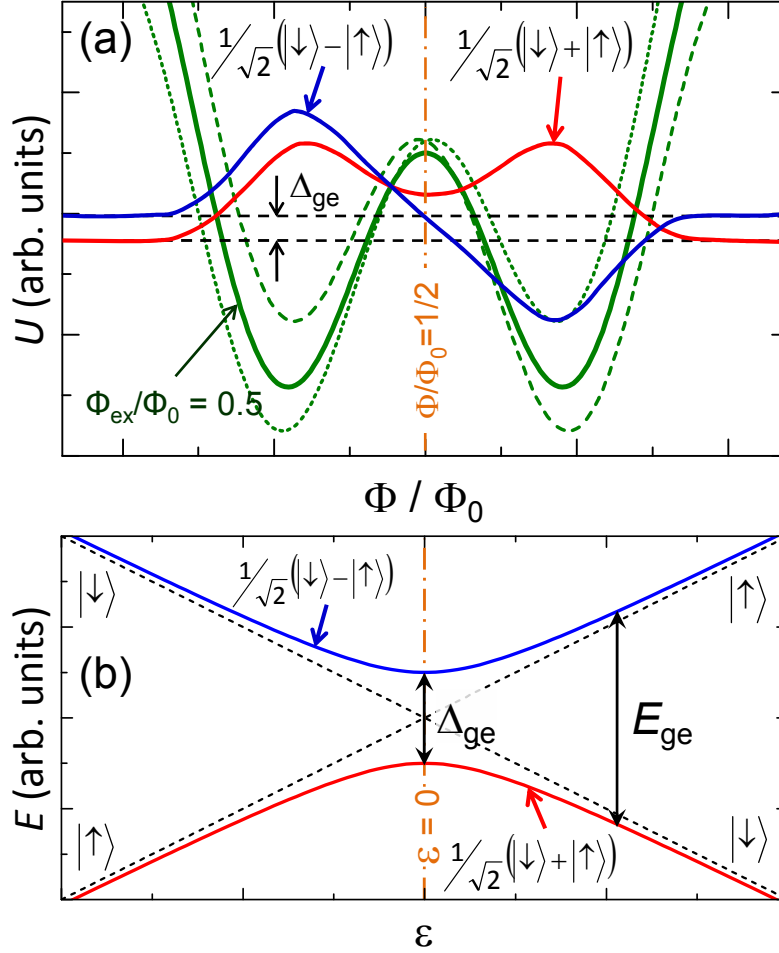 (a)
1/√2(|↓⟩−|↑⟩)
1/√2(|↓⟩+|↑⟩)
Δge
U (arb. units)
Φex/Φ0 = 0.5
Φ/Φ0=1/2
Φ / Φ0
(b)
|↓⟩
1/√2(|↓⟩−|↑⟩)
|↑⟩
E (arb. units)
Δge
Ege
|↑⟩
ε = 0
1/√2(|↓⟩+|↑⟩)
|↓⟩
ε